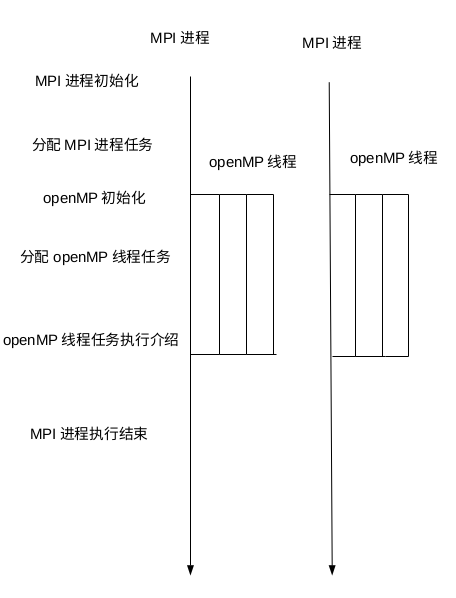 MPI 进程
MPI 进程
MPI 进程初始化
分配 MPI 进程任务
openMP 线程
openMP 线程
openMP 初始化
分配 openMP 线程任务
openMP 线程任务执行介绍
MPI 进程执行结束